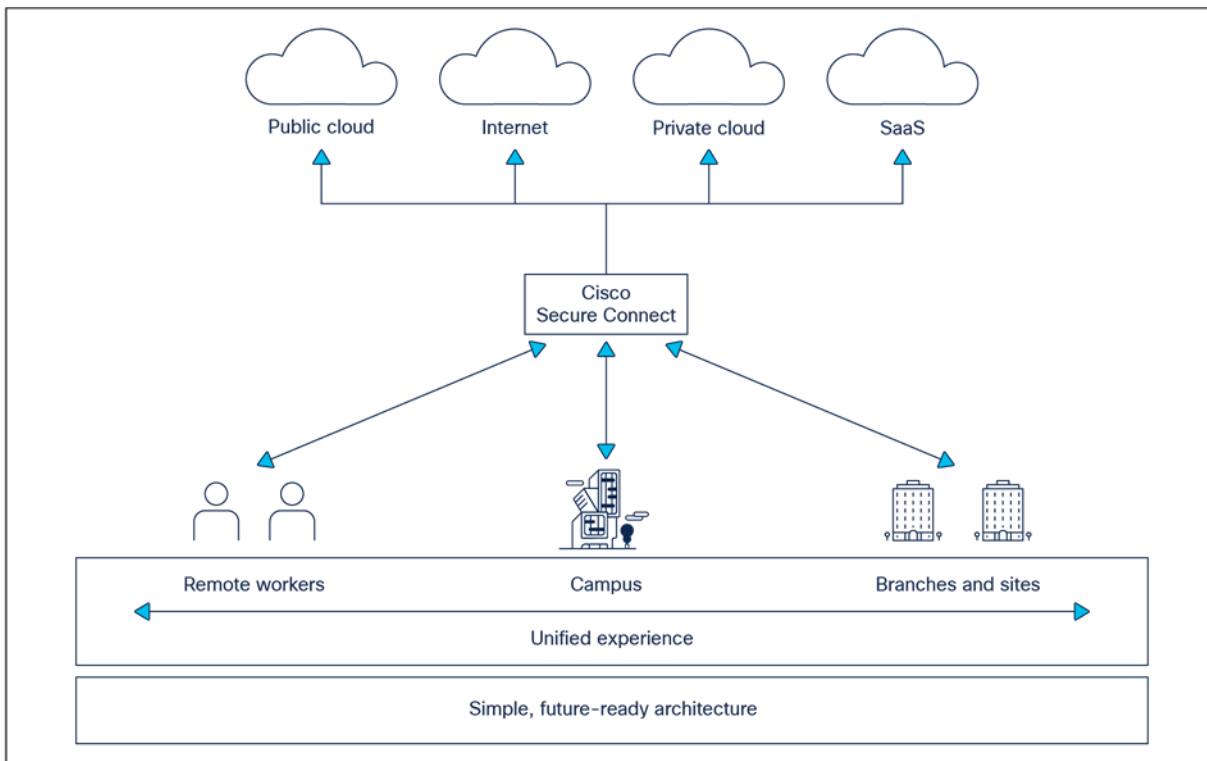 Public cloud
Internet
Private cloud
SaaS
Cisco
Secure Connect
Remote workers
Campus
Branches and sites
Unified experience
Simple, future-ready architecture